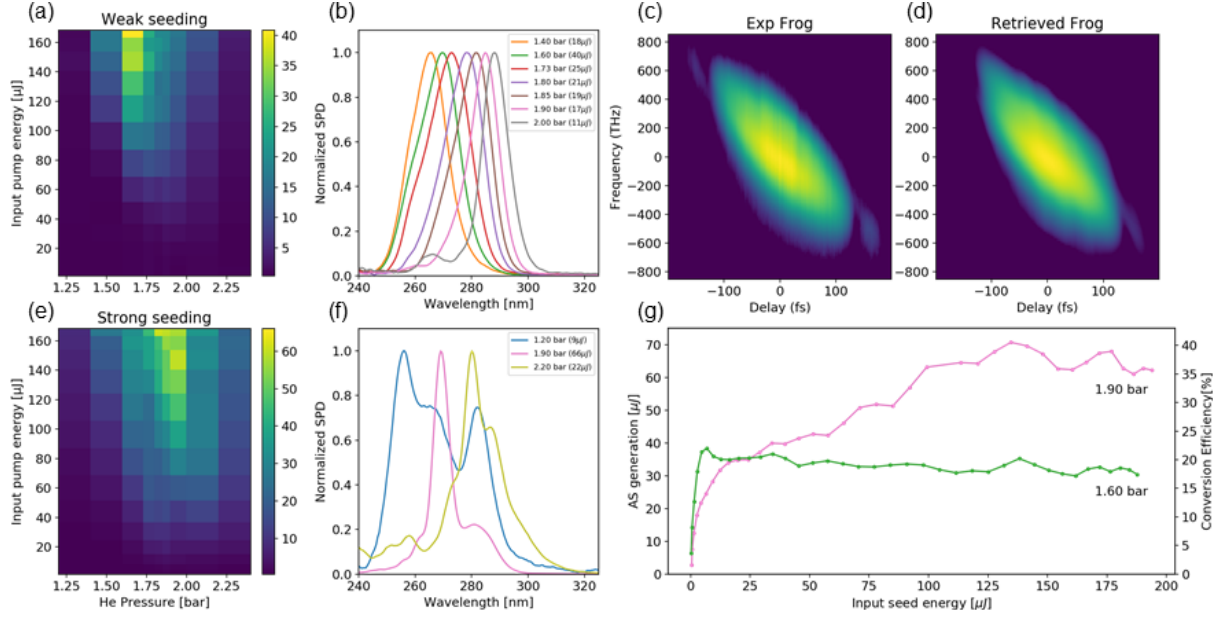 (a)
Weak seeding
Input pump energy [μJ]
160
140
120
100
80
60
40
20
1.25 1.50 1.75 2.00 2.25
40
35
30
25
20
15
10
5
(b)
Normalized SPD
1.0
0.8
0.6
0.4
0.2
0.0
240 260 280 300 320
Wavelength [nm]
1.40 bar (18μJ)
1.60 bar (40μJ)
1.73 bar (25μJ)
1.80 bar (21μJ)
1.85 bar (19μJ)
1.90 bar (17μJ)
2.00 bar (11μJ)
(c)
Exp Frog
Frequency (THz)
800
600
400
200
0
−200
−400
−600
−800
−100 0 100
Delay (fs)
(d)
Retrieved Frog
800
600
400
200
0
−200
−400
−600
−800
−100 0 100
Delay (fs)
(e)
Strong seeding
Input pump energy [μJ]
160
140
120
100
80
60
40
20
1.25 1.50 1.75 2.00 2.25
He Pressure [bar]
60
50
40
30
20
10
(f)
Normalized SPD
1.0
0.8
0.6
0.4
0.2
0.0
240 260 280 300 320
Wavelength [nm]
1.20 bar (9μJ)
1.90 bar (66μJ)
2.20 bar (22μJ)
(g)
AS generation [μJ]
70
60
50
40
30
20
10
0
0 25 50 75 100 125 150 175 200
Input seed energy [μJ]
1.90 bar
1.60 bar
40
35
30
25
20
15
10
5
0
Conversion Efficiency[%]